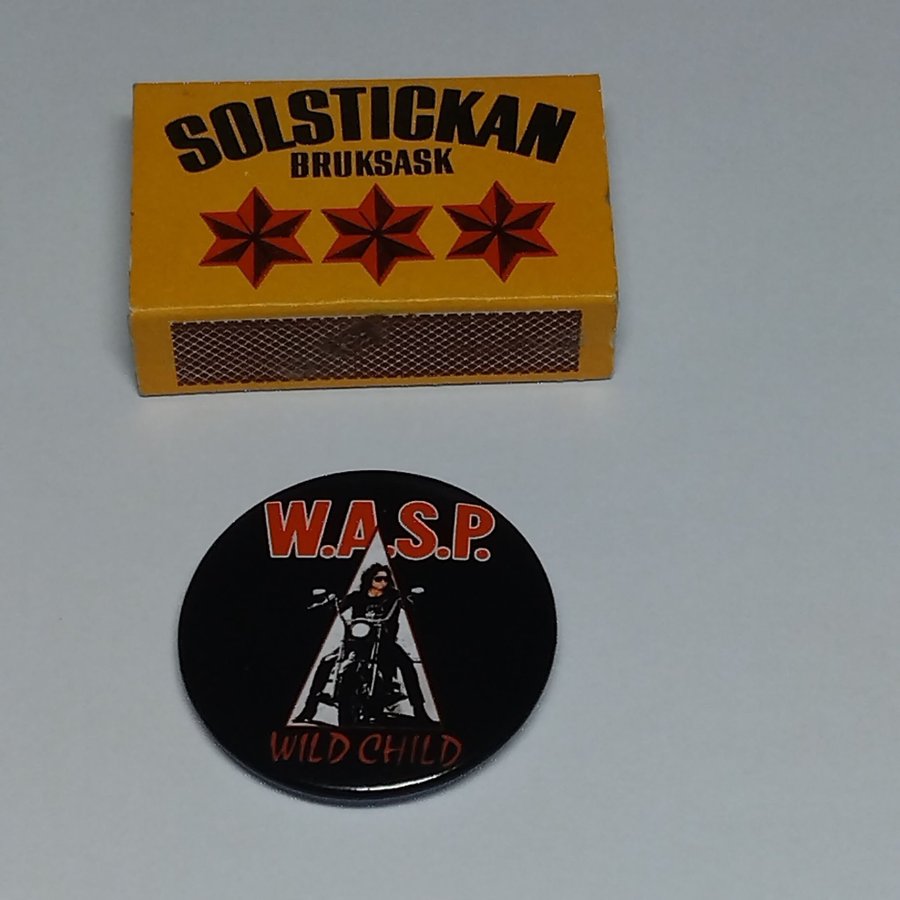 SOLSTICKAN
BRUKSASK
W.A.S.P.
WILD CHILD